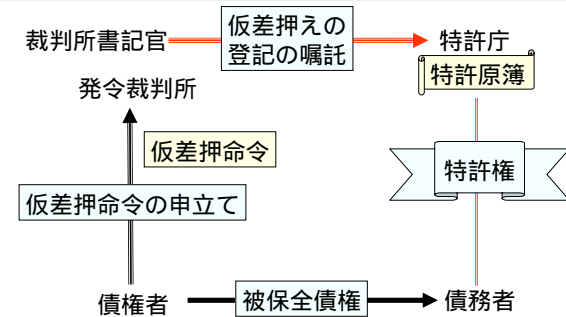 裁判所書記官
仮差押えの
登記の嘱託
特許庁
特許原簿
発令裁判所
仮差押命令
特許権
仮差押命令の申立て
債権者
被保全債権
債務者